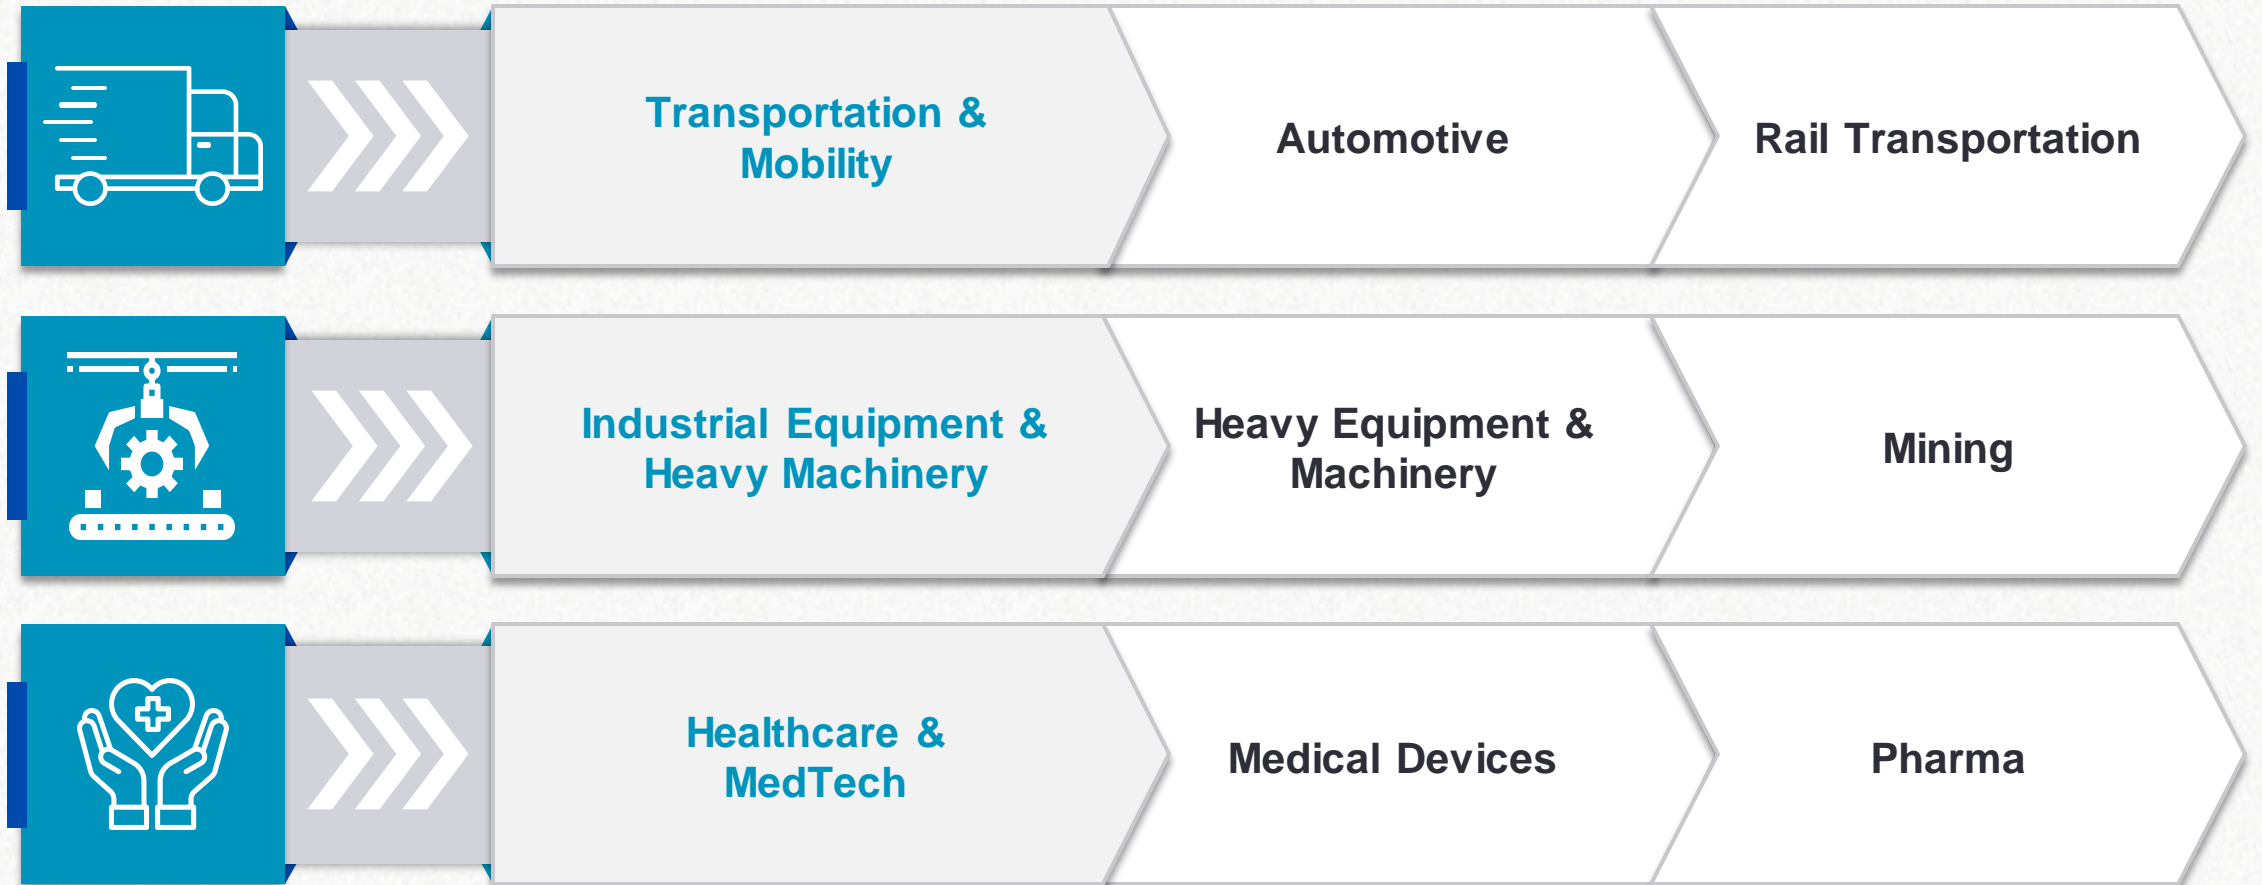 Transportation &
Mobility
Automotive
Rail Transportation
Industrial Equipment &
Heavy Machinery
Heavy Equipment &
Machinery
Mining
Healthcare &
MedTech
Medical Devices
Pharma